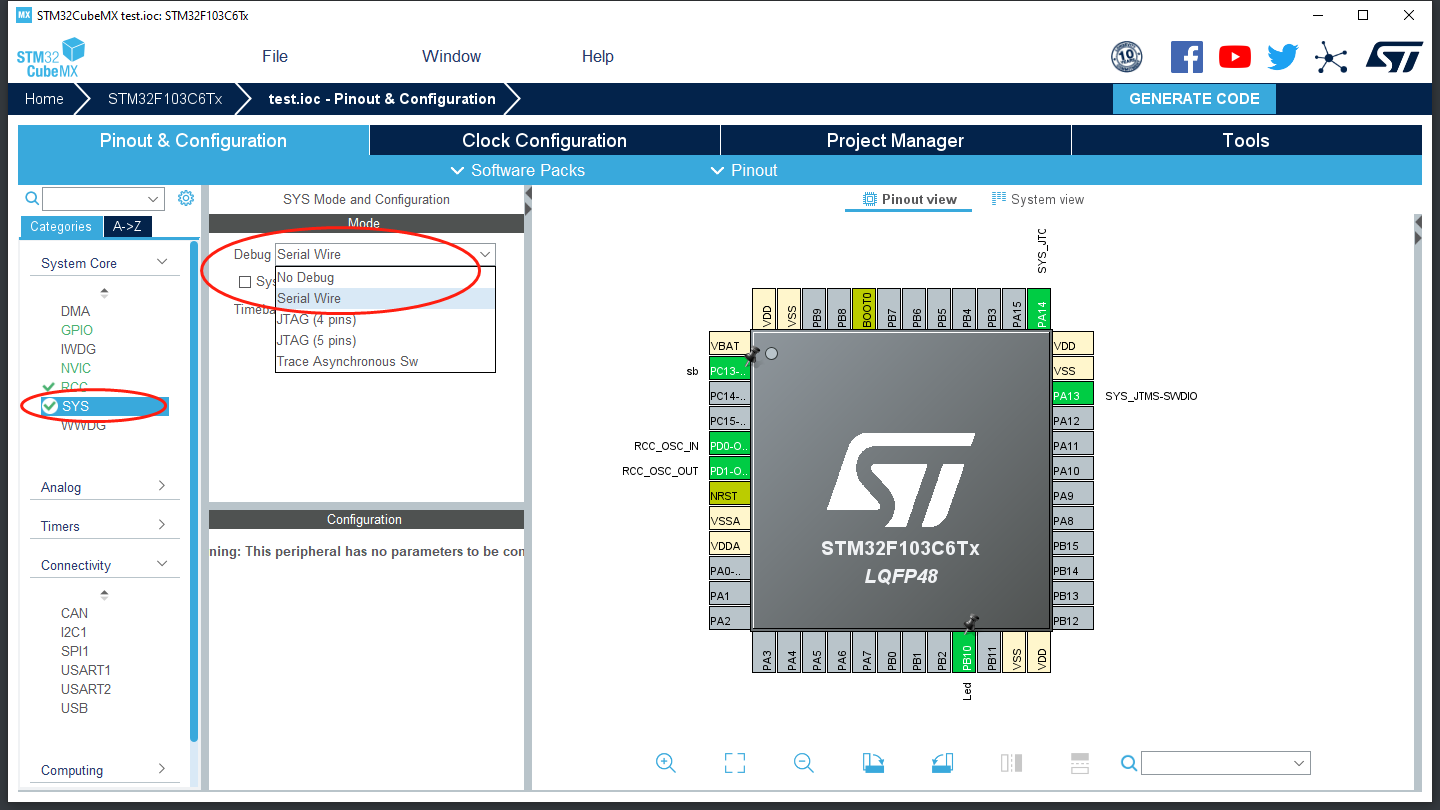 MX STM32CubeMX test.ioc: STM32F103C6Tx
STM32
CubeMX
File
Window
Help
10
YEARS
Home
STM32F103C6Tx
test.ioc - Pinout & Configuration
GENERATE CODE
Pinout & Configuration
Clock Configuration
Project Manager
Tools
Software Packs
Pinout
Categories
A->Z
System Core
DMA
GPIO
IWDG
NVIC
RCC
SYS
WWDG
Analog
Timers
Connectivity
CAN
I2C1
SPI1
USART1
USART2
USB
Computing
SYS Mode and Configuration
Mode
Debug Serial Wire
No Debug
Sys
Serial Wire
Timeba
JTAG (4 pins)
JTAG (5 pins)
Trace Asynchronous Sw
Configuration
ning: This peripheral has no parameters to be con
Pinout view
System view
SYS_JTC
VDD
VSS
PB9
PB8
BOOT0
PB7
PB6
PB5
PB4
PB3
PA15
PA14
VBAT
sb PC13-..
PC14-..
PC15-..
RCC_OSC_IN PD0-O..
RCC_OSC_OUT PD1-O..
NRST
VSSA
VDDA
PA0-..
PA1
PA2
VDD
VSS
PA13 SYS_JTMS-SWDIO
PA12
PA11
PA10
PA9
PA8
PB15
PB14
PB13
PB12
ST
STM32F103C6Tx
LQFP48
PA3
PA4
PA5
PA6
PA7
PB0
PB1
PB2
PB10
PB11
VSS
VDD
Led